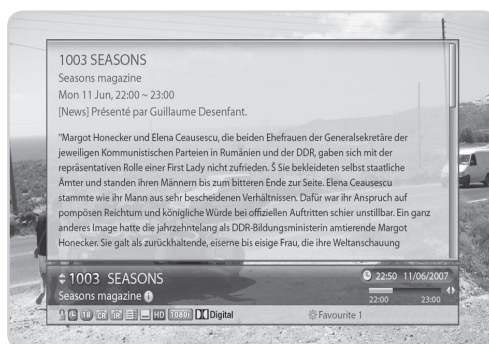 1003 SEASONS
Seasons magazine
Mon 11 Jun, 22:00 ~ 23:00
[News] Présenté par Guillaume Desenfant.
"Margot Honecker und Elena Ceausescu, die beiden Ehefrauen der Generalsekretäre der
jeweiligen Kommunistischen Parteien in Rumänien und der DDR, gaben sich mit der
repräsentativen Rolle einer First Lady nicht zufrieden. Š Sie bekleideten selbst staatliche
Ämter und standen ihren Männern bis zum bitteren Ende zur Seite. Elena Ceausescu
stammte wie ihr Mann aus sehr bescheidenen Verhältnissen. Dafür war ihr Anspruch auf
pompösen Reichtum und königliche Würde bei offiziellen Auftritten schier unstillbar. Ein ganz
anderes Image hatte die jahrzehntelang als DDR-Bildungsministerin amtierende Margot
Honecker. Sie galt als zurückhaltende, eiserne bis eisige Frau, die ihre Weltanschauung
1003 SEASONS
22:50 11/06/2007
Seasons magazine
22:00 23:00
18 CR HD 1080i Digital
Favourite 1